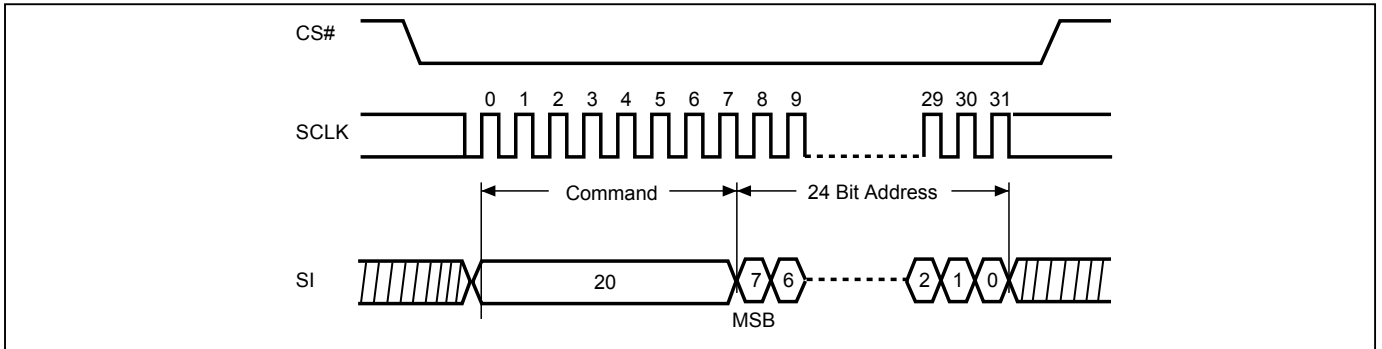 CS#
0 1 2 3 4 5 6 7 8 9 29 30 31
SCLK
Command 24 Bit Address
SI 20 7 6 2 1 0
MSB